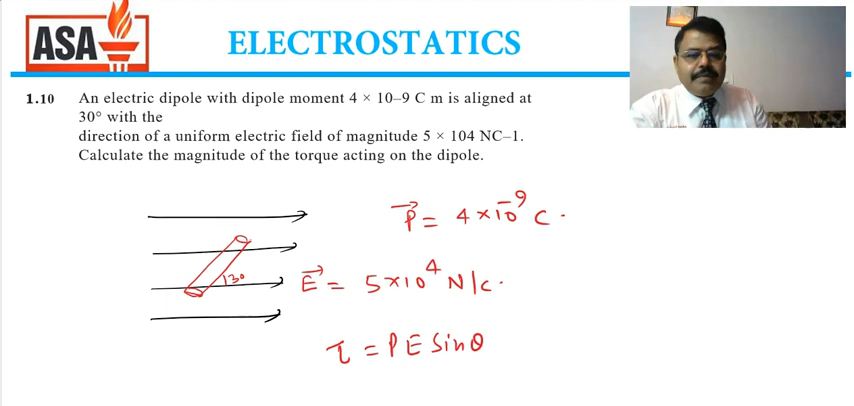 ASA
ELECTROSTATICS
1.10 An electric dipole with dipole moment 4 × 10–9 C m is aligned at
30° with the
direction of a uniform electric field of magnitude 5 × 104 NC–1.
Calculate the magnitude of the torque acting on the dipole.
P⃗ = 4×10⁻⁹ C.
30
E⃗ = 5×10⁴ N/C.
τ = PE Sinθ